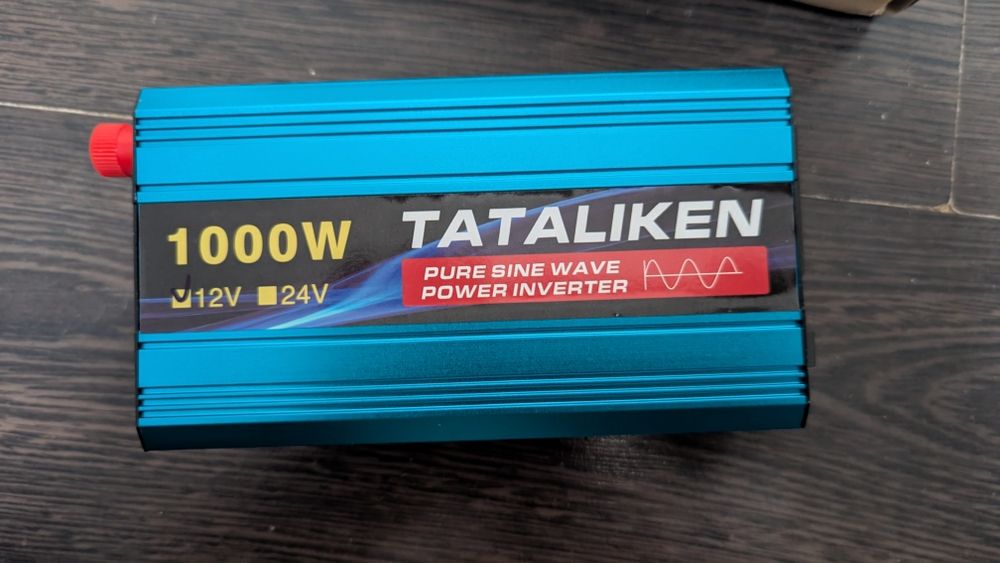 1000W
12V 24V
TATALIKEN
PURE SINE WAVE
POWER INVERTER